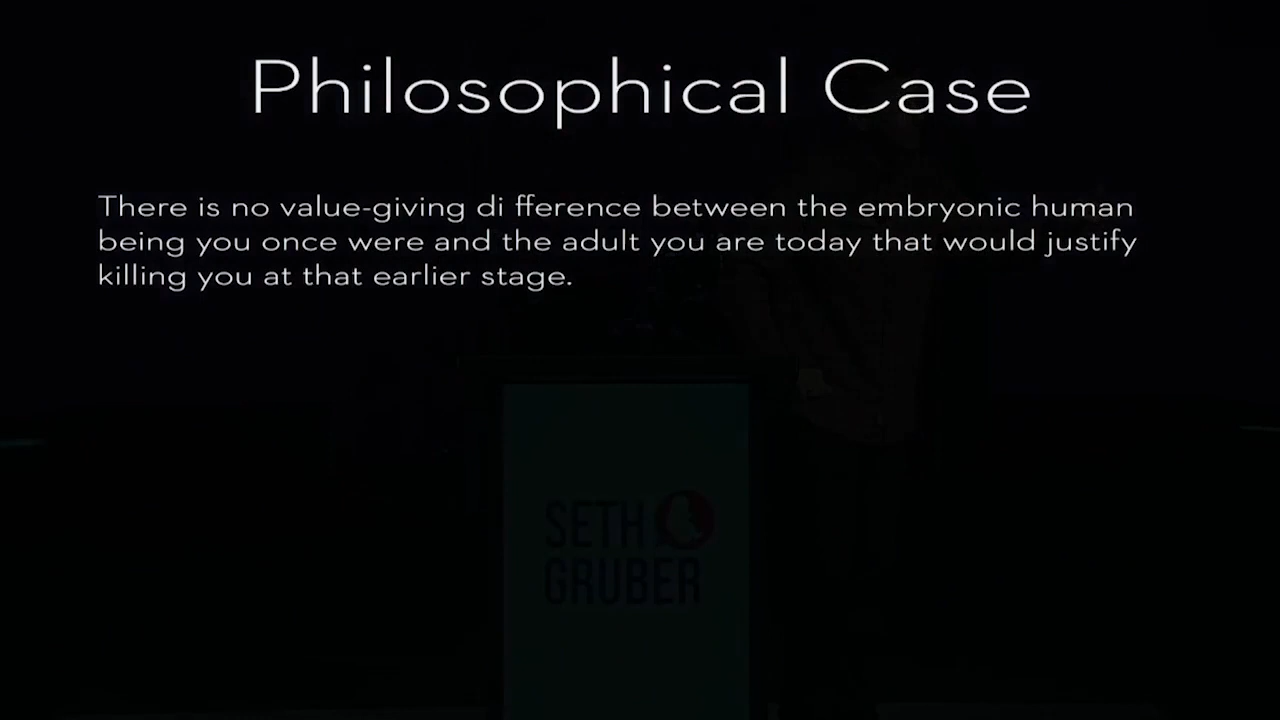 Philosophical Case
There is no value-giving di fference between the embryonic human
being you once were and the adult you are today that would justify
killing you at that earlier stage.
SETH
GRUBER